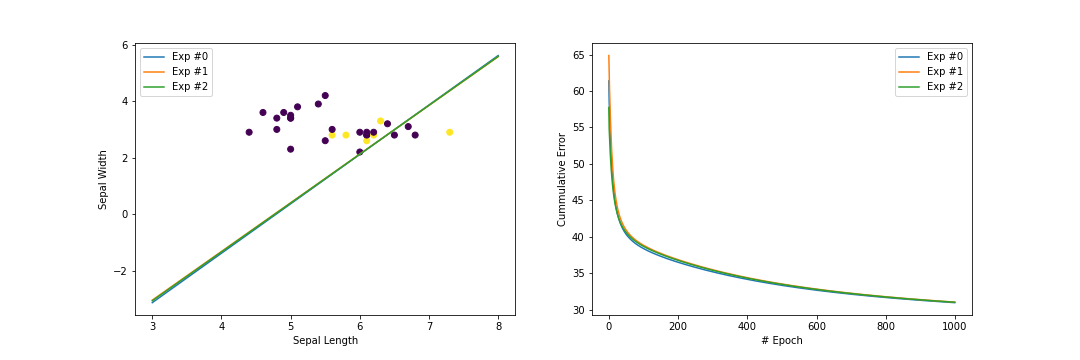 Exp #0
Exp #1
Exp #2
6
4
2
0
−2
3
4
5
6
7
8
Sepal Width
Sepal Length
Exp #0
Exp #1
Exp #2
65
60
55
50
45
40
35
30
0
200
400
600
800
1000
Cummulative Error
# Epoch